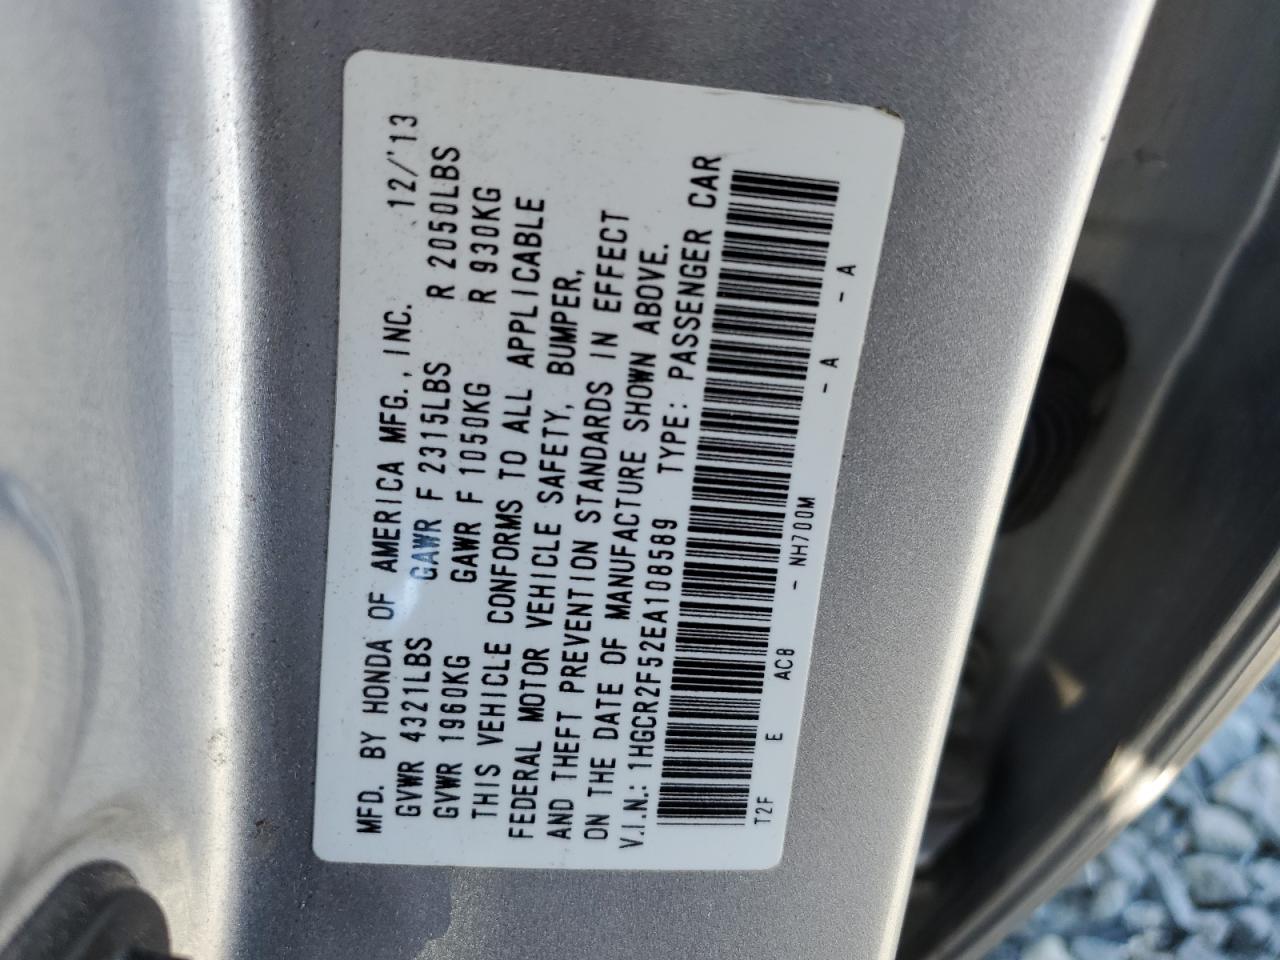 MFD. BY HONDA OF AMERICA MFG., INC. 12/'13
GVWR 4321LBS GAWR F 2315LBS R 2050LBS
GVWR 1960KG GAWR F 1050KG R 930KG
THIS VEHICLE CONFORMS TO ALL APPLICABLE
FEDERAL MOTOR VEHICLE SAFETY, BUMPER,
AND THEFT PREVENTION STANDARDS IN EFFECT
ON THE DATE OF MANUFACTURE SHOWN ABOVE.
V.I.N.: 1HGCR2F52EA108589 TYPE: PASSENGER CAR
T2F E AC8 - NH700M - A - A